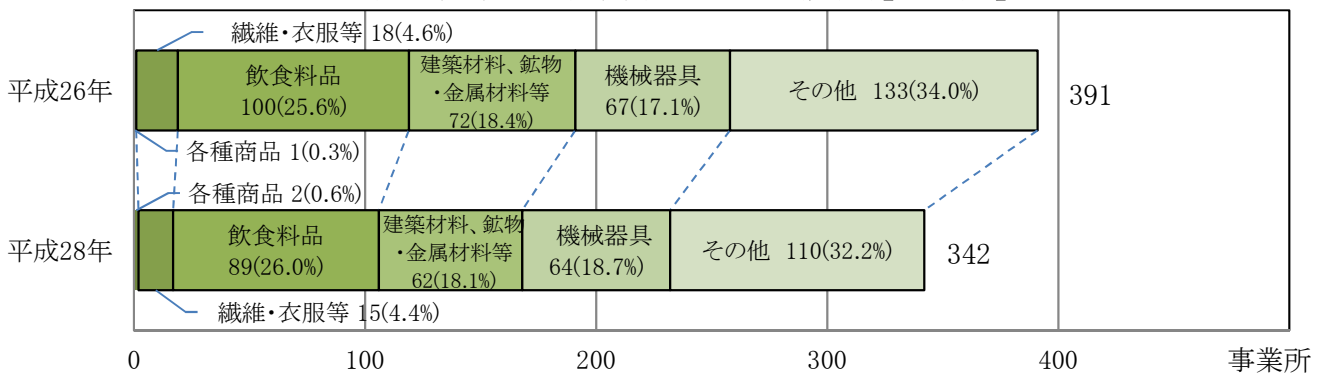 繊維・衣服等 18(4.6%)
平成26年
飲食料品
100(25.6%)
建築材料、鉱物
・金属材料等
72(18.4%)
機械器具
67(17.1%)
その他 133(34.0%)
391
各種商品 1(0.3%)
各種商品 2(0.6%)
平成28年
飲食料品
89(26.0%)
建築材料、鉱物
・金属材料等
62(18.1%)
機械器具
64(18.7%)
その他 110(32.2%)
342
繊維・衣服等 15(4.4%)
0 100 200 300 400 事業所